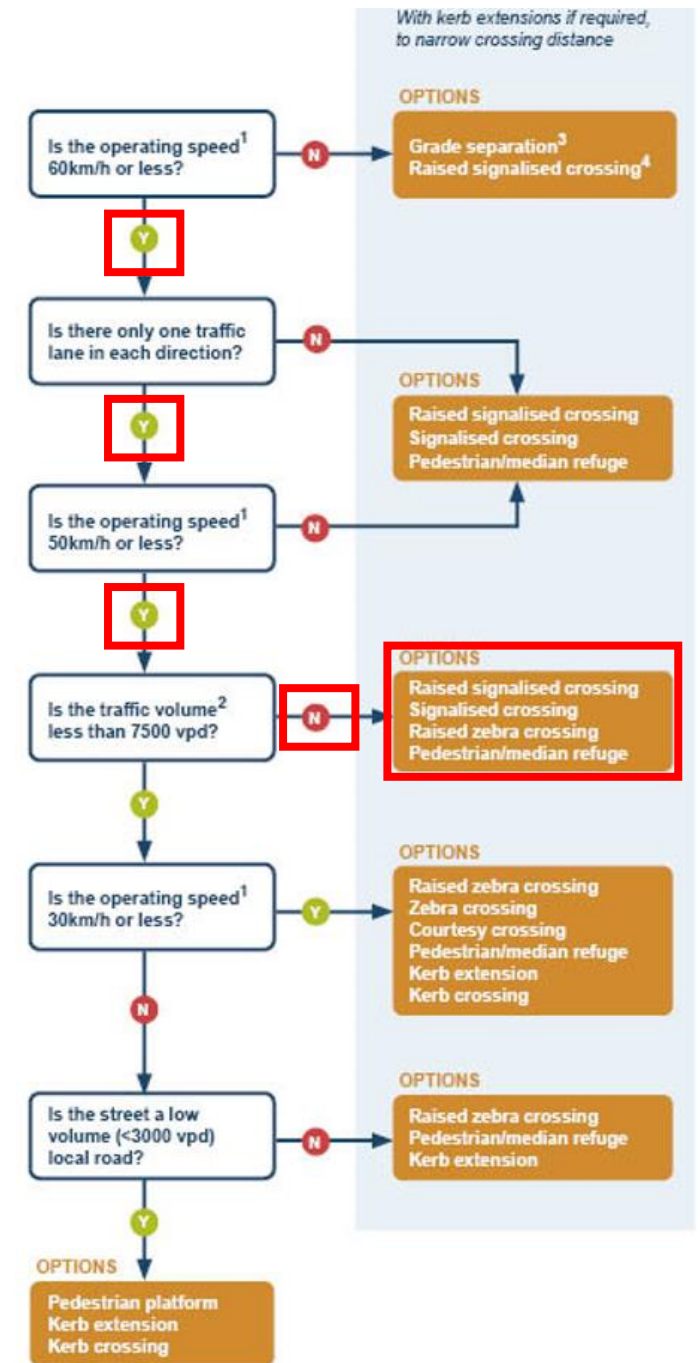 With kerb extensions if required,
to narrow crossing distance
OPTIONS
Is the operating speed¹
60km/h or less?
N
Grade separation³
Raised signalised crossing⁴
Y
Is there only one traffic
lane in each direction?
N
OPTIONS
Raised signalised crossing
Signalised crossing
Pedestrian/median refuge
Y
Is the operating speed¹
50km/h or less?
N
Y
OPTIONS
Is the traffic volume²
less than 7500 vpd?
N
Raised signalised crossing
Signalised crossing
Raised zebra crossing
Pedestrian/median refuge
Y
OPTIONS
Is the operating speed¹
30km/h or less?
Y
Raised zebra crossing
Zebra crossing
Courtesy crossing
Pedestrian/median refuge
Kerb extension
Kerb crossing
N
OPTIONS
Is the street a low
volume (<3000 vpd)
local road?
N
Raised zebra crossing
Pedestrian/median refuge
Kerb extension
Y
OPTIONS
Pedestrian platform
Kerb extension
Kerb crossing